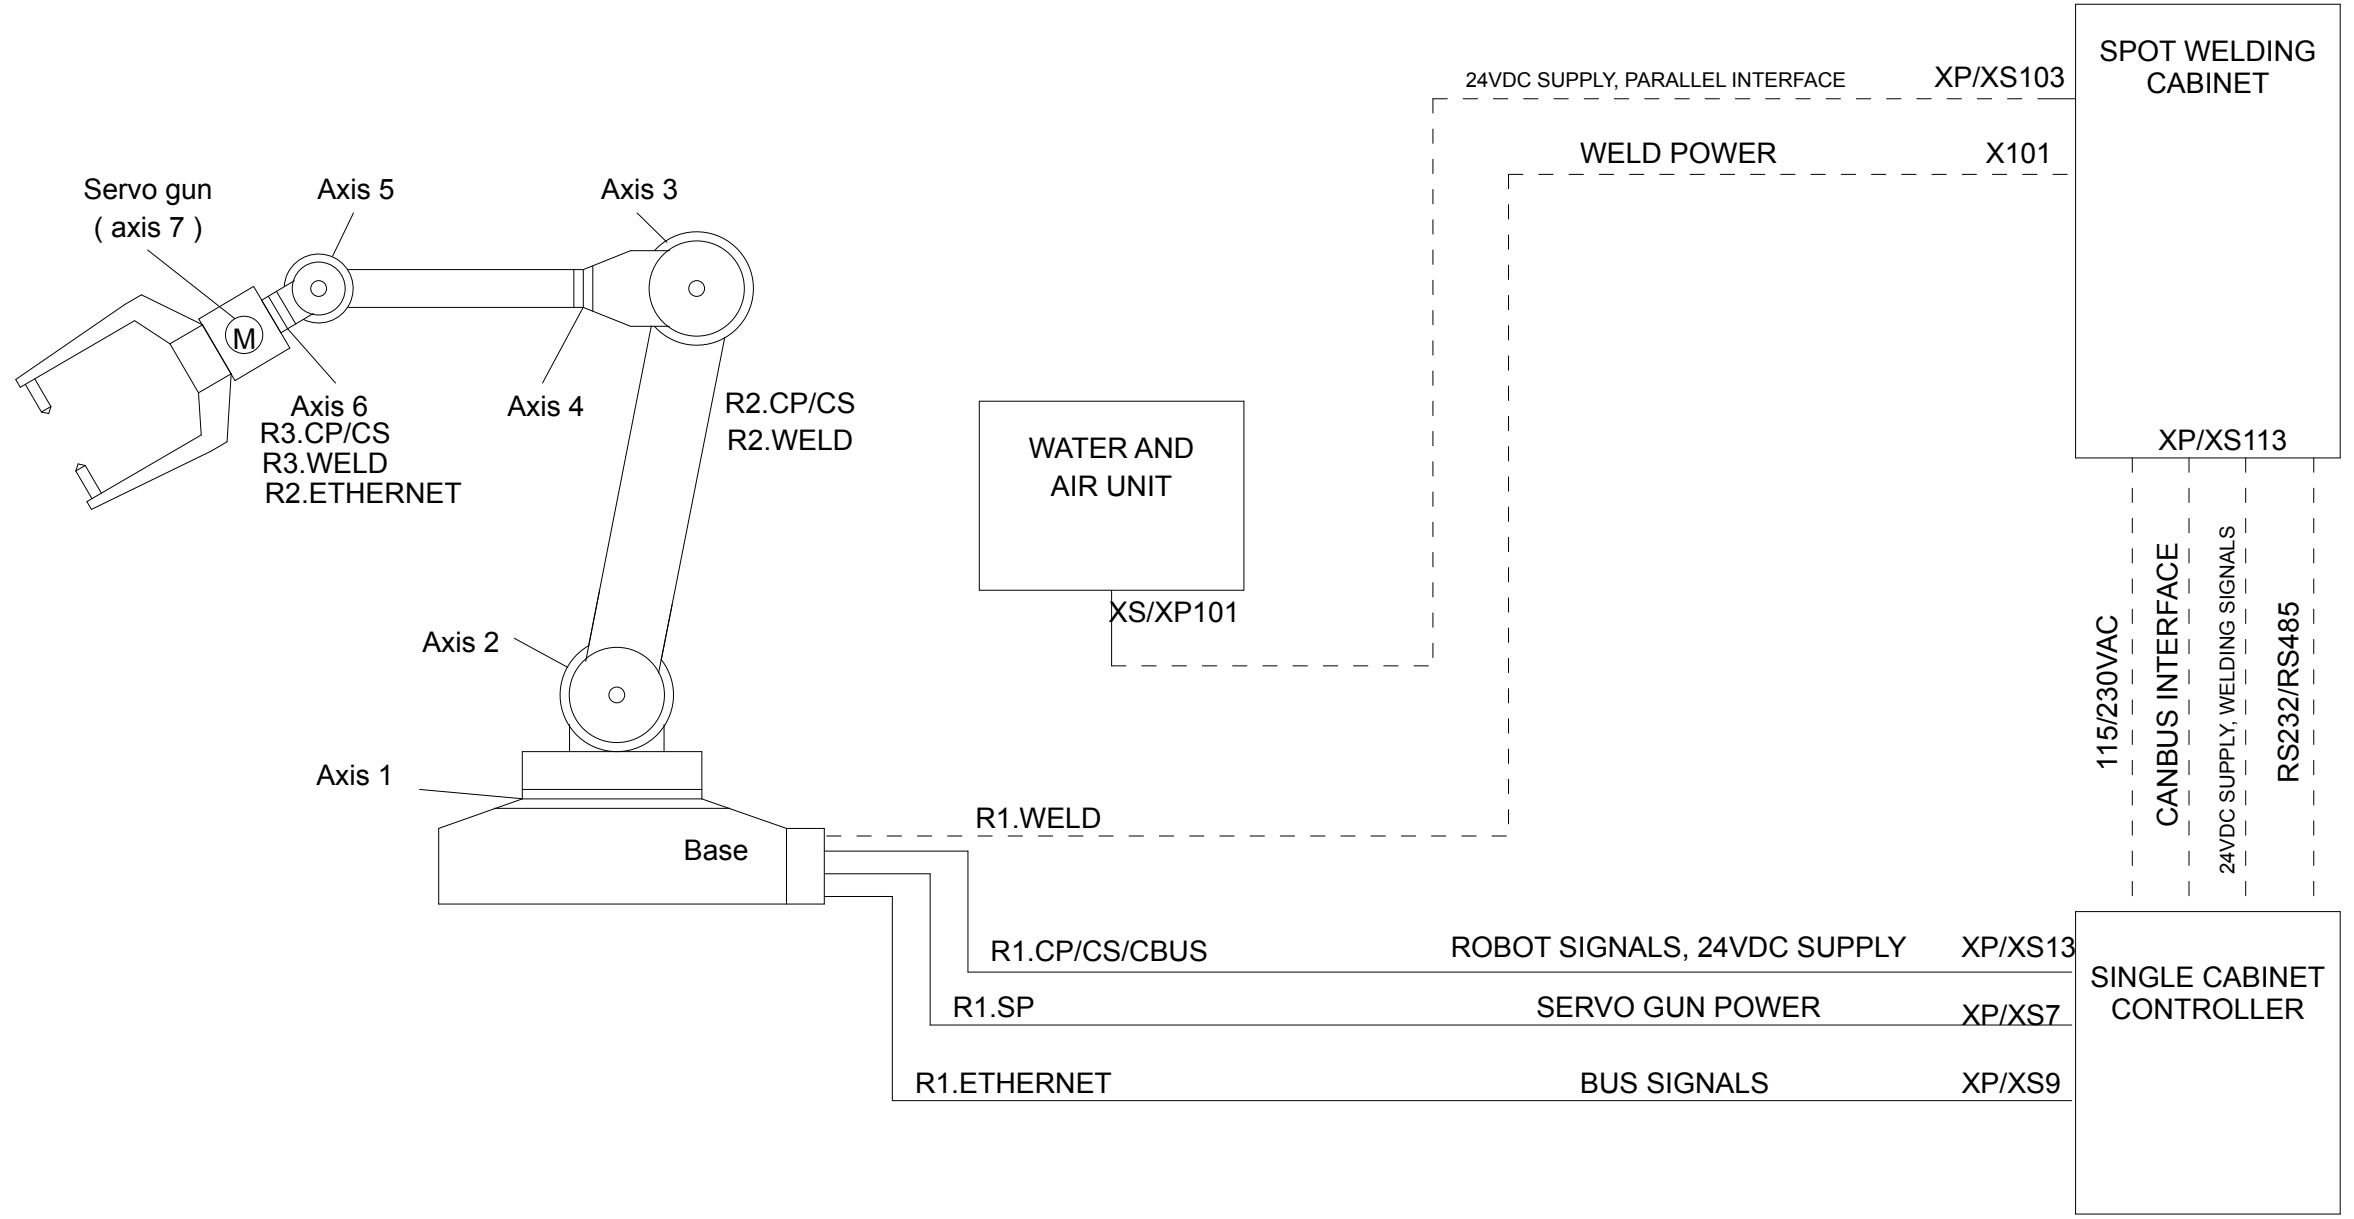 SPOT WELDING
CABINET
24VDC SUPPLY, PARALLEL INTERFACE
XP/XS103
WELD POWER
X101
Servo gun
( axis 7 )
Axis 5
Axis 3
M
Axis 6
R3.CP/CS
R3.WELD
R2.ETHERNET
Axis 4
R2.CP/CS
R2.WELD
WATER AND
AIR UNIT
XS/XP101
XP/XS113
115/230VAC
CANBUS INTERFACE
24VDC SUPPLY, WELDING SIGNALS
RS232/RS485
Axis 2
Axis 1
Base
R1.WELD
R1.CP/CS/CBUS
ROBOT SIGNALS, 24VDC SUPPLY
XP/XS13
R1.SP
SERVO GUN POWER
XP/XS7
R1.ETHERNET
BUS SIGNALS
XP/XS9
SINGLE CABINET
CONTROLLER